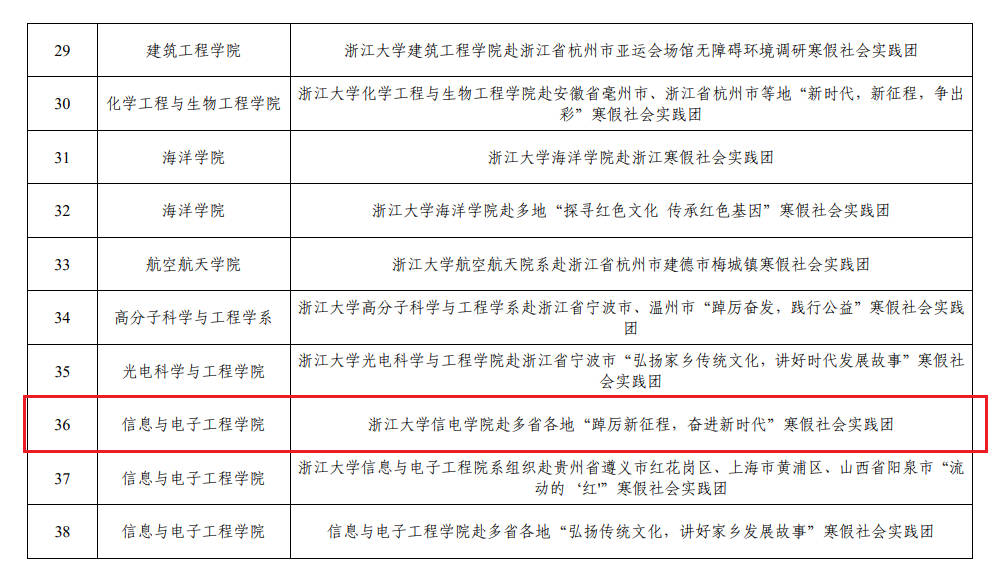 29 建筑工程学院 浙江大学建筑工程学院赴浙江省杭州市亚运会场馆无障碍环境调研寒假社会实践团
30 化学工程与生物工程学院 浙江大学化学工程与生物工程学院赴安徽省亳州市、浙江省杭州市等地“新时代，新征程，争出
彩”寒假社会实践团
31 海洋学院 浙江大学海洋学院赴浙江寒假社会实践团
32 海洋学院 浙江大学海洋学院赴多地“探寻红色文化 传承红色基因”寒假社会实践团
33 航空航天学院 浙江大学航空航天院系赴浙江省杭州市建德市梅城镇寒假社会实践团
34 高分子科学与工程学系 浙江大学高分子科学与工程学系赴浙江省宁波市、温州市“踔厉奋发，践行公益”寒假社会实践
团
35 光电科学与工程学院 浙江大学光电科学与工程学院赴浙江省宁波市“弘扬家乡传统文化，讲好时代发展故事”寒假社
会实践团
36 信息与电子工程学院 浙江大学信电学院赴多省各地“踔厉新征程，奋进新时代”寒假社会实践团
37 信息与电子工程学院 浙江大学信息与电子工程院系组织赴贵州省遵义市红花岗区、上海市黄浦区、山西省阳泉市“流
动的‘红'”寒假社会实践团
38 信息与电子工程学院 信息与电子工程学院赴多省各地“弘扬传统文化，讲好家乡发展故事”寒假社会实践团